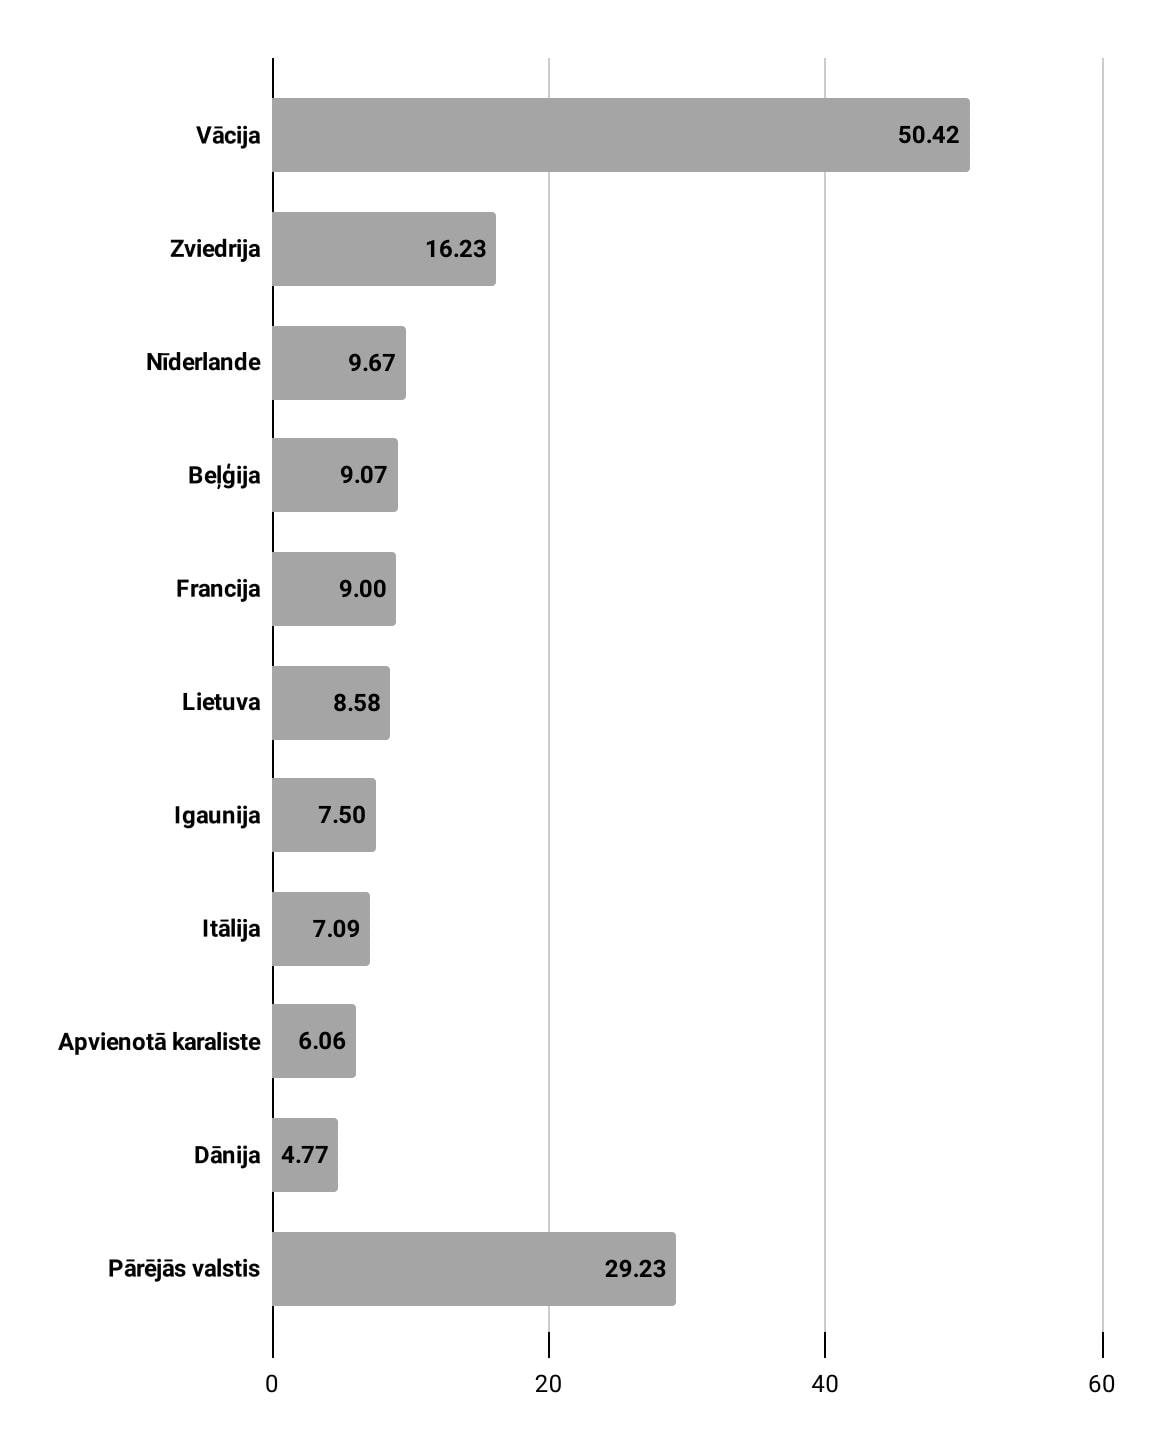 Vācija 50.42
Zviedrija 16.23
Nīderlande 9.67
Beļģija 9.07
Francija 9.00
Lietuva 8.58
Igaunija 7.50
Itālija 7.09
Apvienotā karaliste 6.06
Dānija 4.77
Pārējās valstis 29.23
0 20 40 60